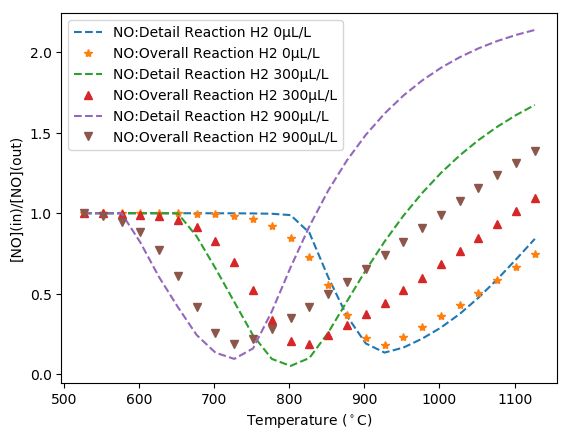 NO:Detail Reaction H2 0μL/L
NO:Overall Reaction H2 0μL/L
NO:Detail Reaction H2 300μL/L
NO:Overall Reaction H2 300μL/L
NO:Detail Reaction H2 900μL/L
NO:Overall Reaction H2 900μL/L
[NO](in)/[NO](out)
2.0
1.5
1.0
0.5
0.0
500 600 700 800 900 1000 1100
Temperature (°C)